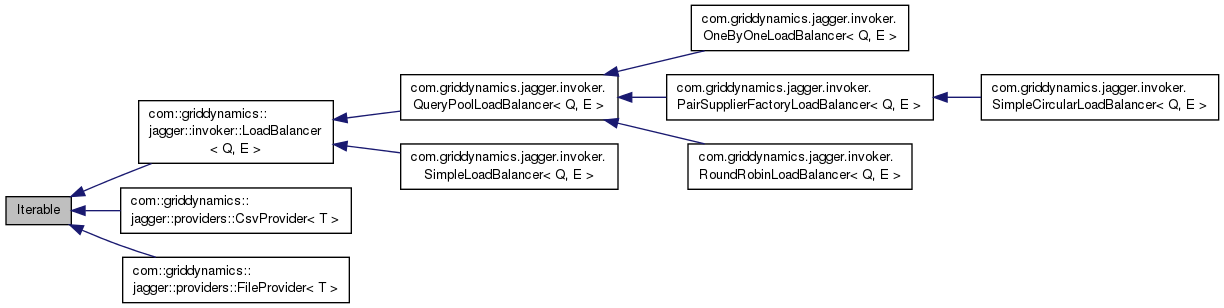 com.griddynamics.jagger.invoker.
OneByOneLoadBalancer< Q, E >
com.griddynamics.jagger.invoker.
QueryPoolLoadBalancer< Q, E >
com.griddynamics.jagger.invoker.
PairSupplierFactoryLoadBalancer< Q, E >
com.griddynamics.jagger.invoker.
SimpleCircularLoadBalancer< Q, E >
com::griddynamics::
jagger::invoker::LoadBalancer
< Q, E >
com.griddynamics.jagger.invoker.
SimpleLoadBalancer< Q, E >
com.griddynamics.jagger.invoker.
RoundRobinLoadBalancer< Q, E >
Iterable
com::griddynamics::
jagger::providers::CsvProvider< T >
com::griddynamics::
jagger::providers::FileProvider< T >